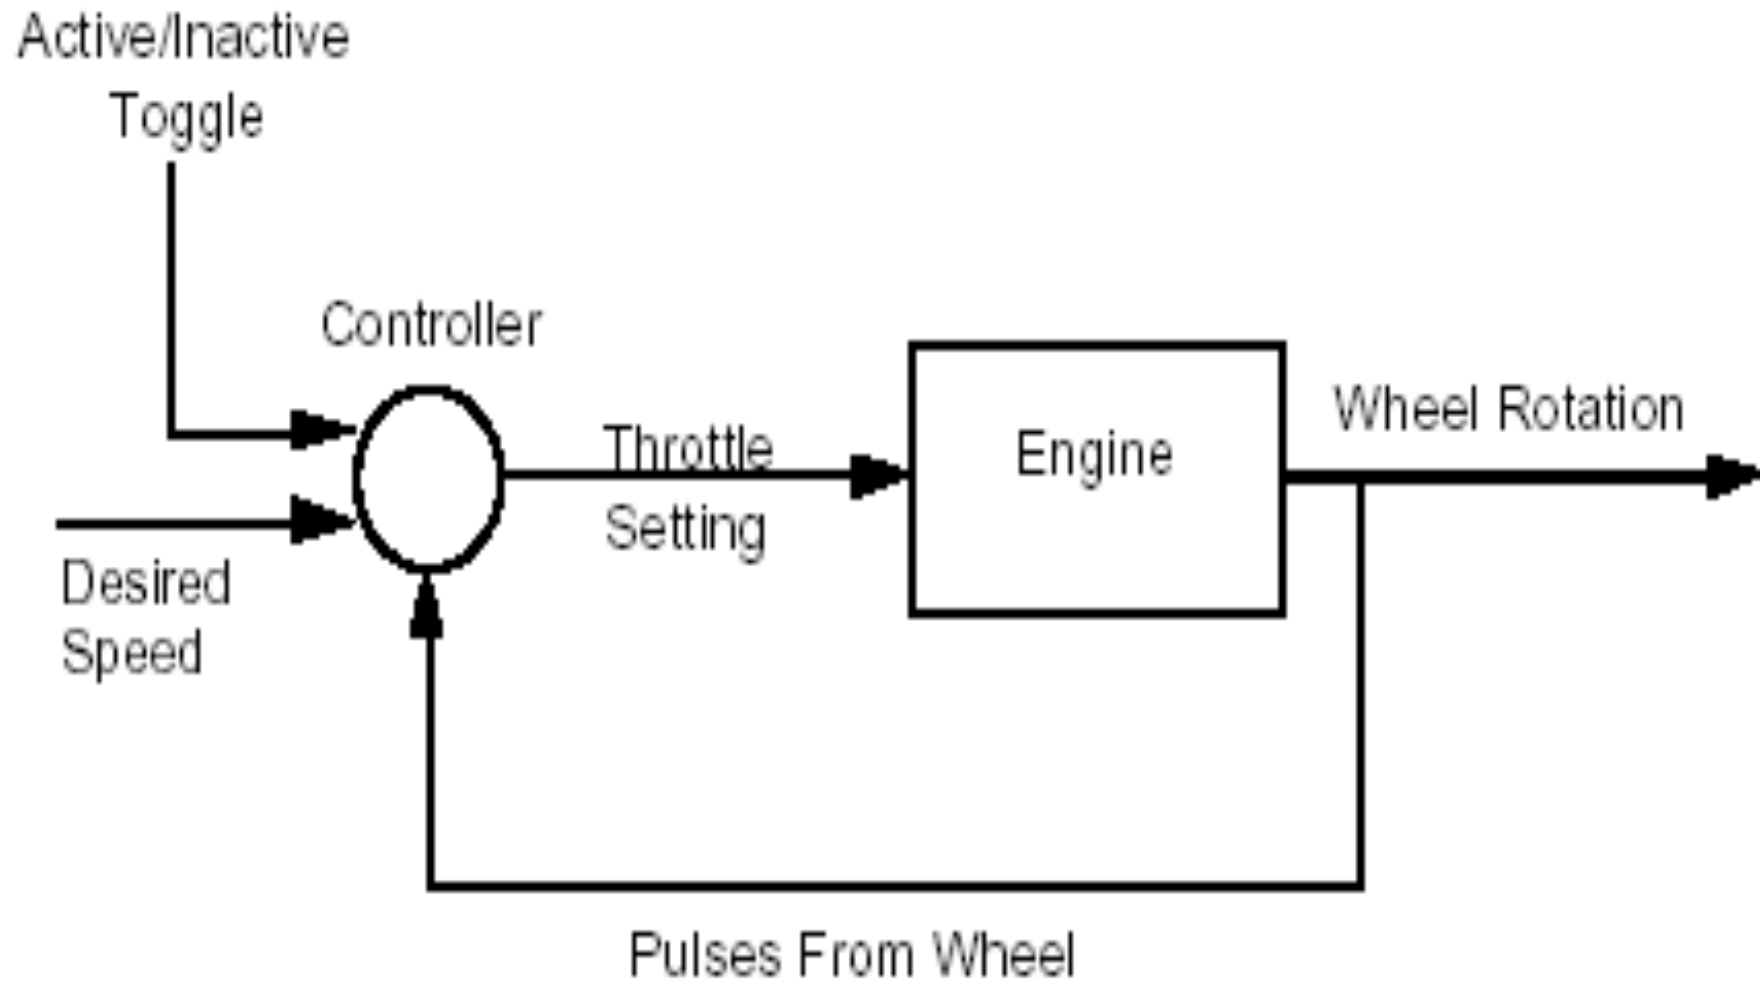 Active/Inactive
Toggle
Controller
Throttle
Setting
Engine
Wheel Rotation
Desired
Speed
Pulses From Wheel